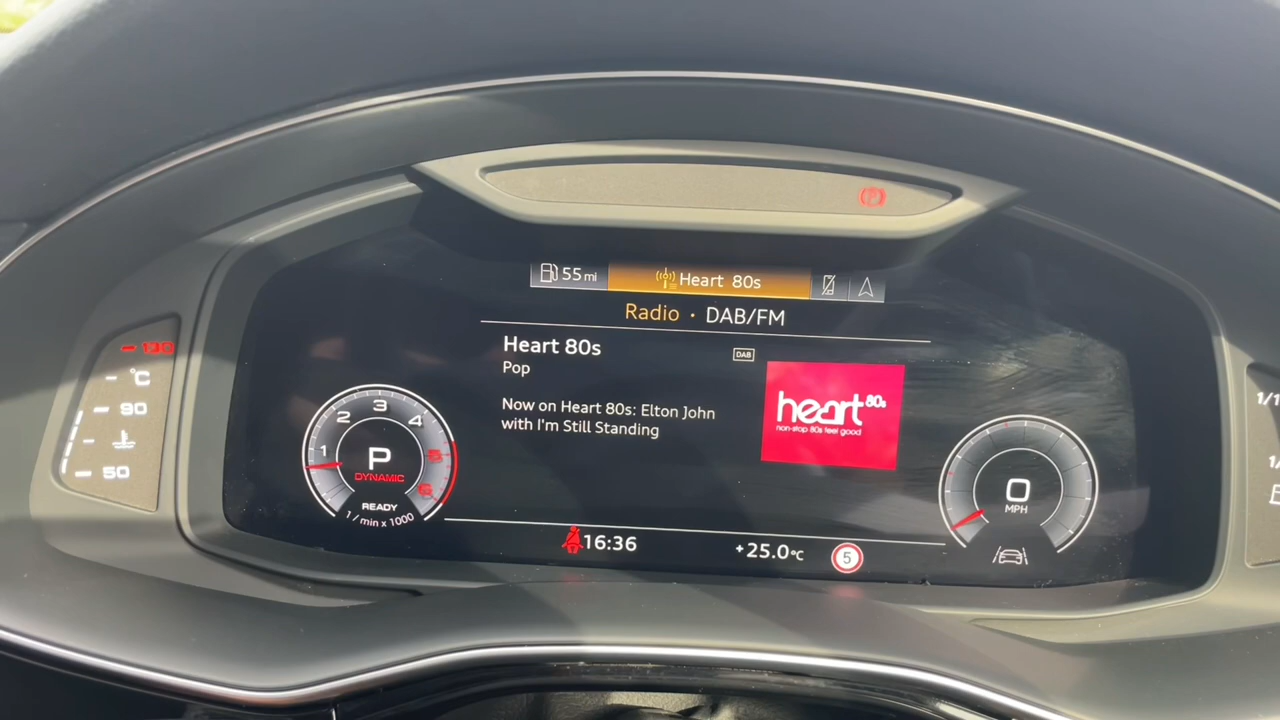 P
55 mi
Heart 80s
Radio • DAB/FM
Heart 80s
DAB
Pop
Now on Heart 80s: Elton John
with I'm Still Standing
heart 80s
non-stop 80s feel good
130
°C
90
50
1 2 3 4 5 6
P
DYNAMIC
READY
1 / min x 1000
0
MPH
16:36
+25.0°C
5
1/1